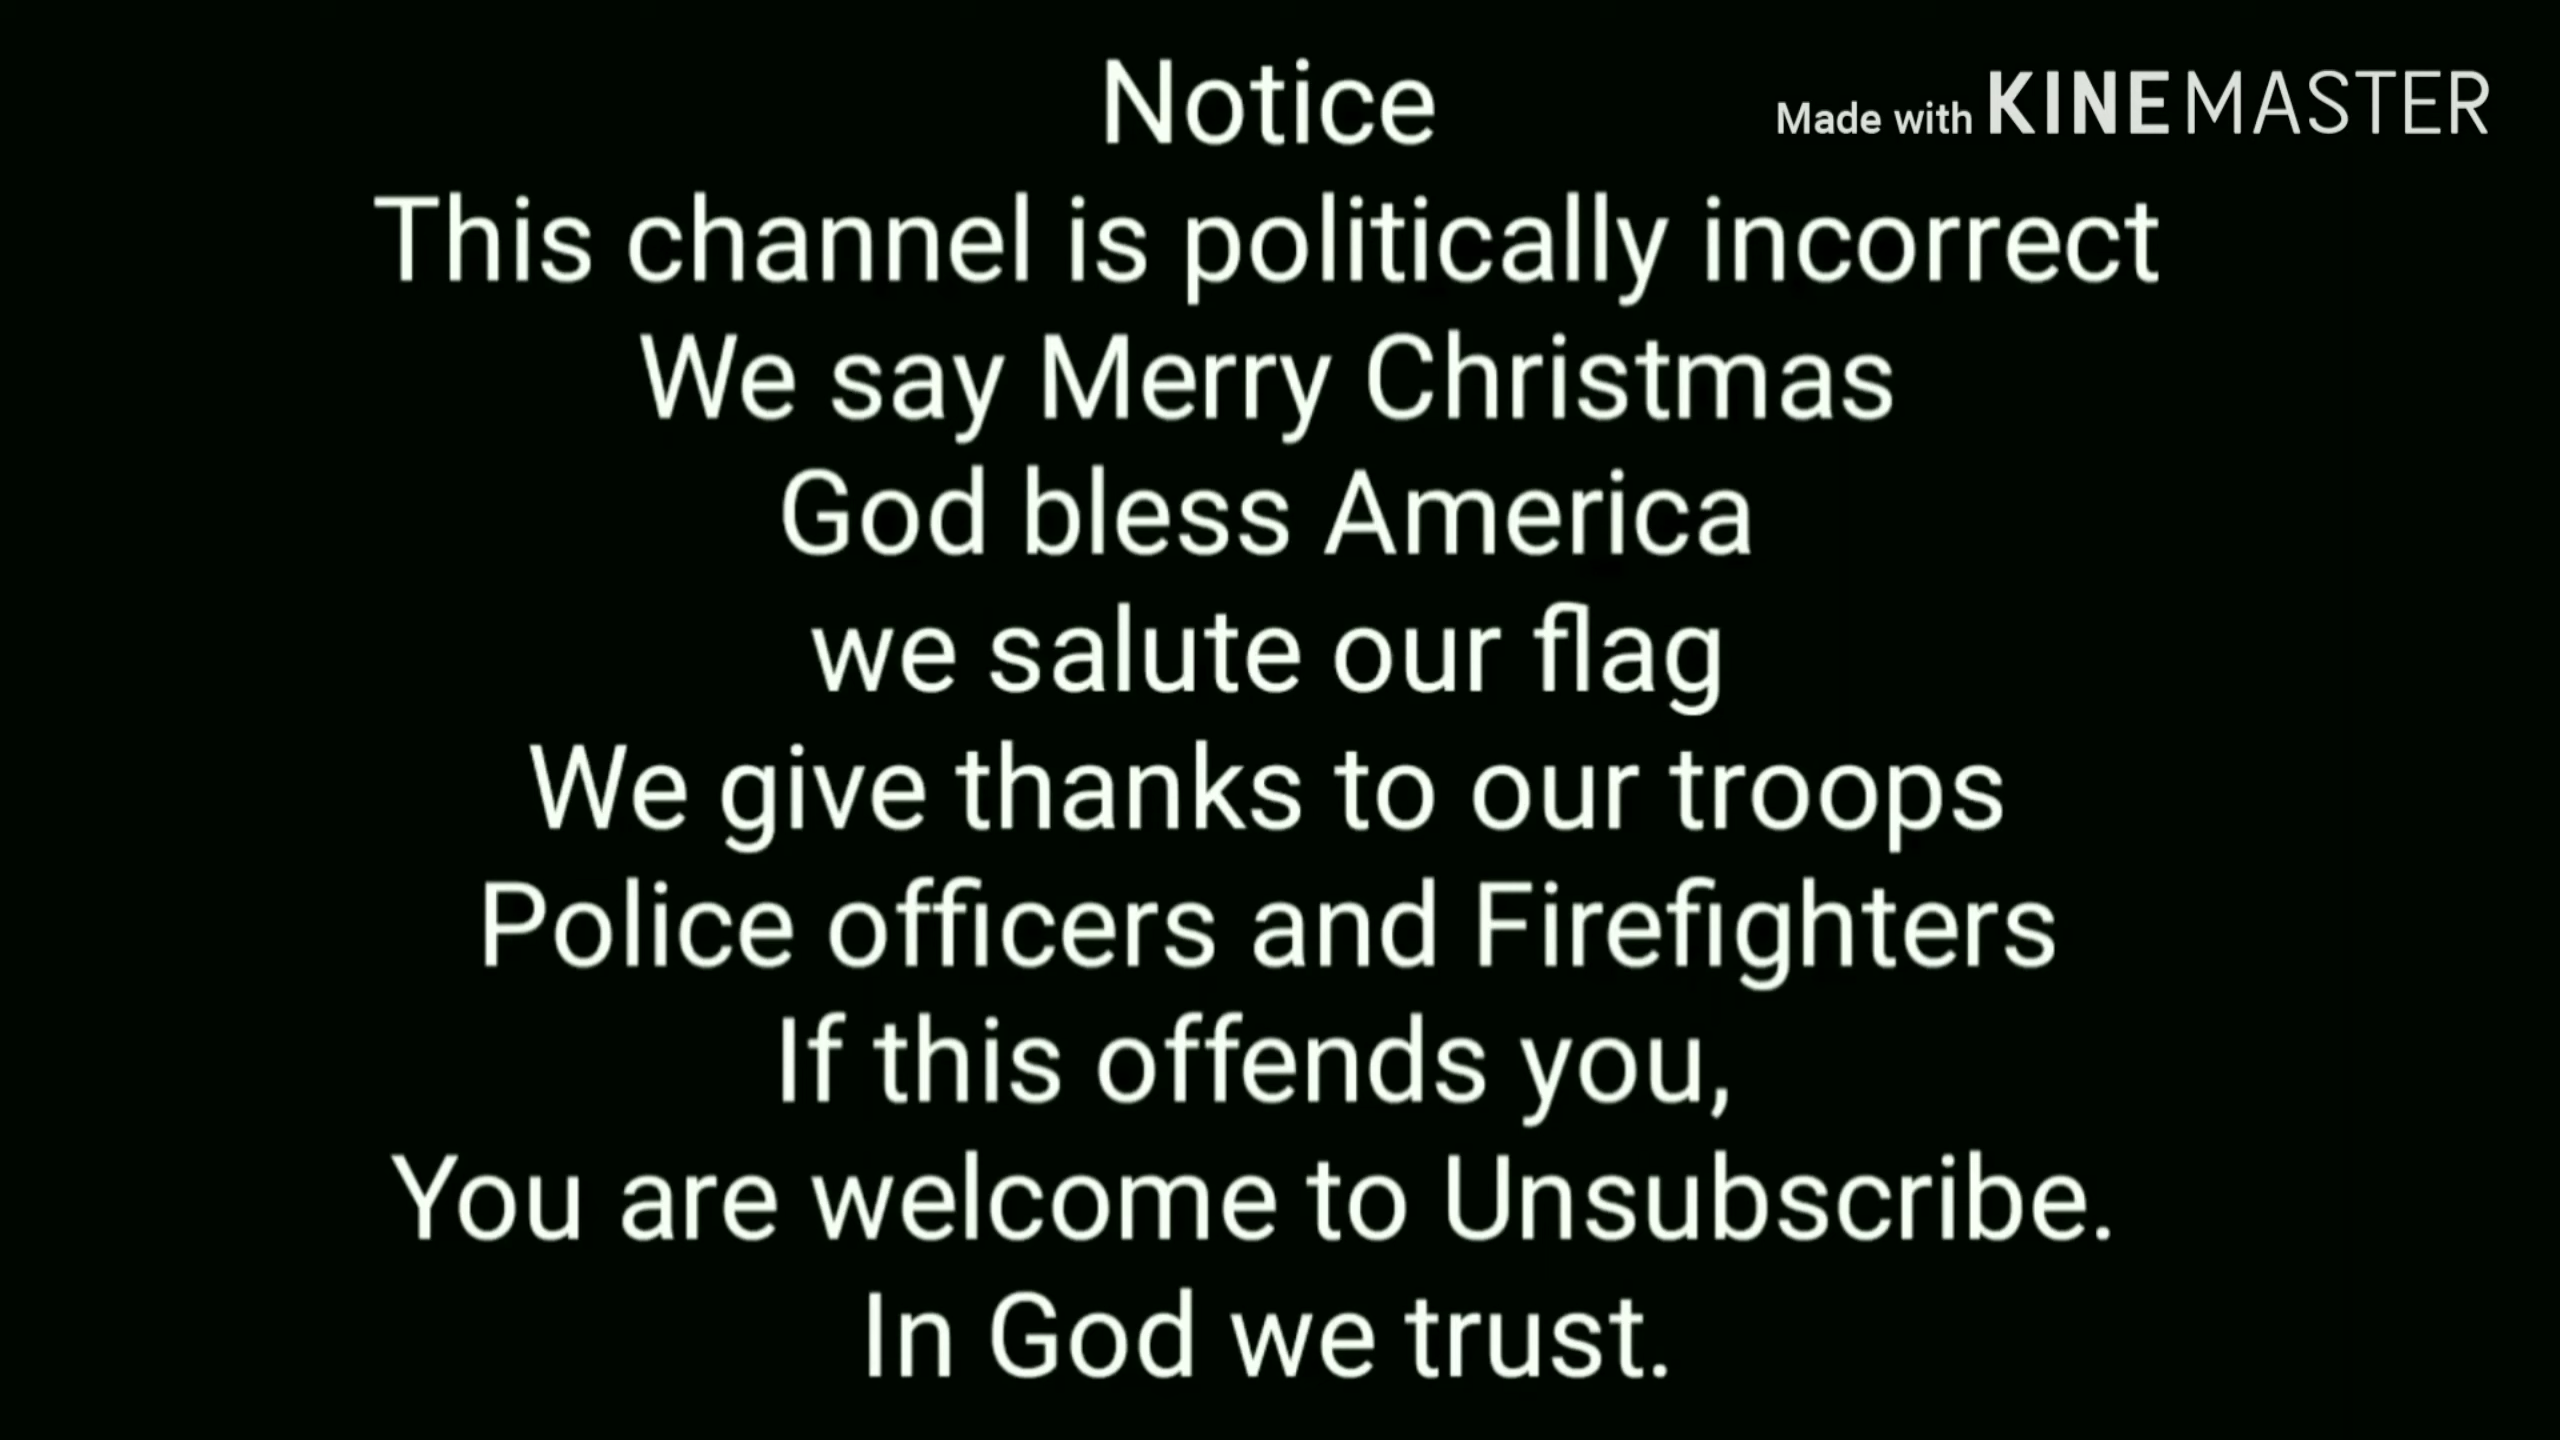 Notice
Made with KINEMASTER
This channel is politically incorrect
We say Merry Christmas
God bless America
we salute our flag
We give thanks to our troops
Police officers and Firefighters
If this offends you,
You are welcome to Unsubscribe.
In God we trust.